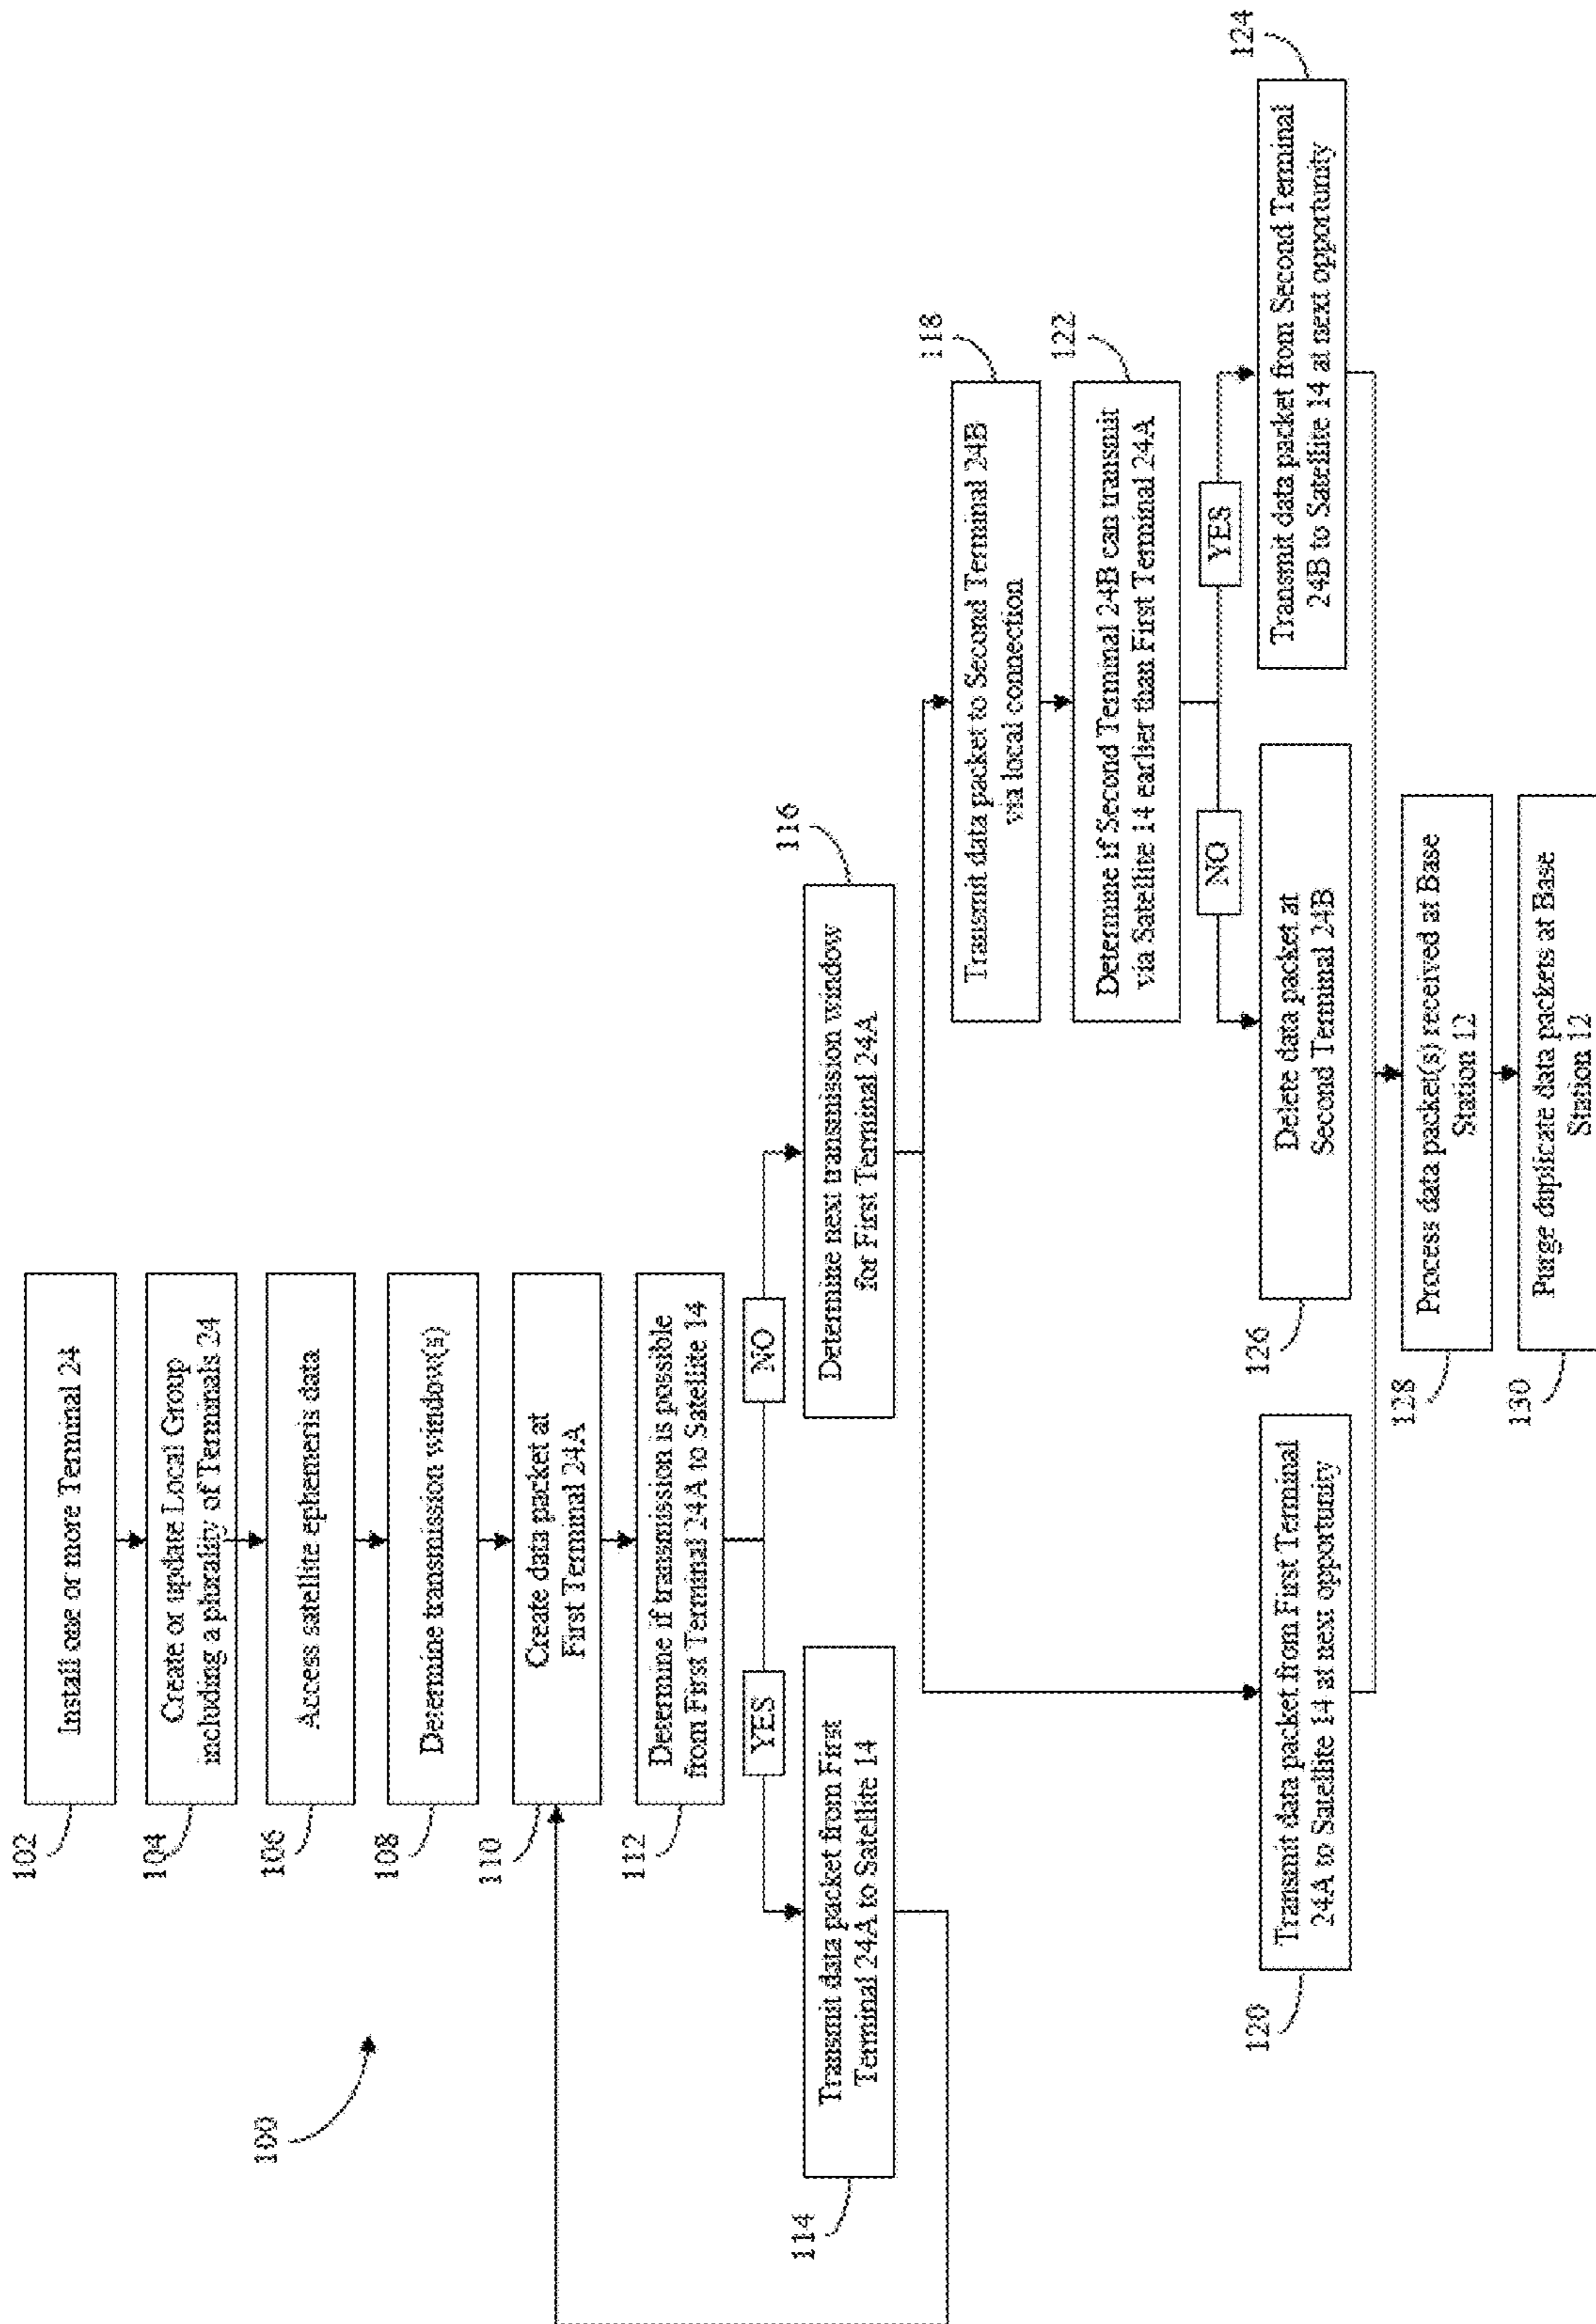 100
102
Install one or more Terminal 24
104
Create or update Local Group
including a plurality of Terminals 24
106
Access satellite ephemeris data
108
Determine transmission window(s)
110
Create data packet at
First Terminal 24A
112
Determine if transmission is possible
from First Terminal 24A to Satellite 14
YES
NO
114
Transmit data packet from First
Terminal 24A to Satellite 14
116
Determine next transmission window
for First Terminal 24A
118
Transmit data packet to Second Terminal 24B
via local connection
122
Determine if Second Terminal 24B can transmit
via Satellite 14 earlier than First Terminal 24A
NO
YES
120
Transmit data packet from First Terminal
24A to Satellite 14 at next opportunity
126
Delete data packet at
Second Terminal 24B
124
Transmit data packet from Second Terminal
24B to Satellite 14 at next opportunity
128
Process data packet(s) received at Base
Station 12
130
Purge duplicate data packets at Base
Station 12